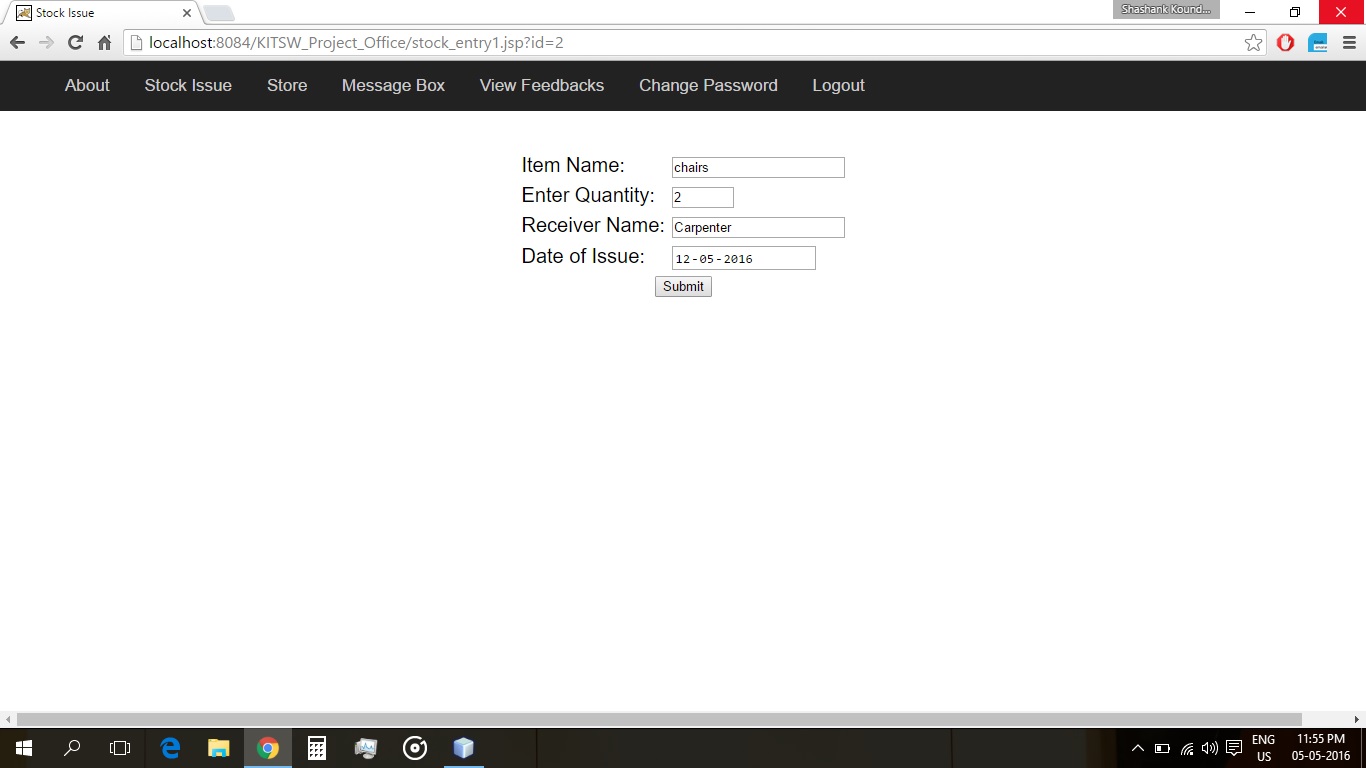 Stock Issue
Shashank Kound...
localhost:8084/KITSW_Project_Office/stock_entry1.jsp?id=2
About Stock Issue Store Message Box View Feedbacks Change Password Logout
Item Name: chairs
Enter Quantity: 2
Receiver Name: Carpenter
Date of Issue: 12-05-2016
Submit
ENG 11:55 PM
US 05-05-2016